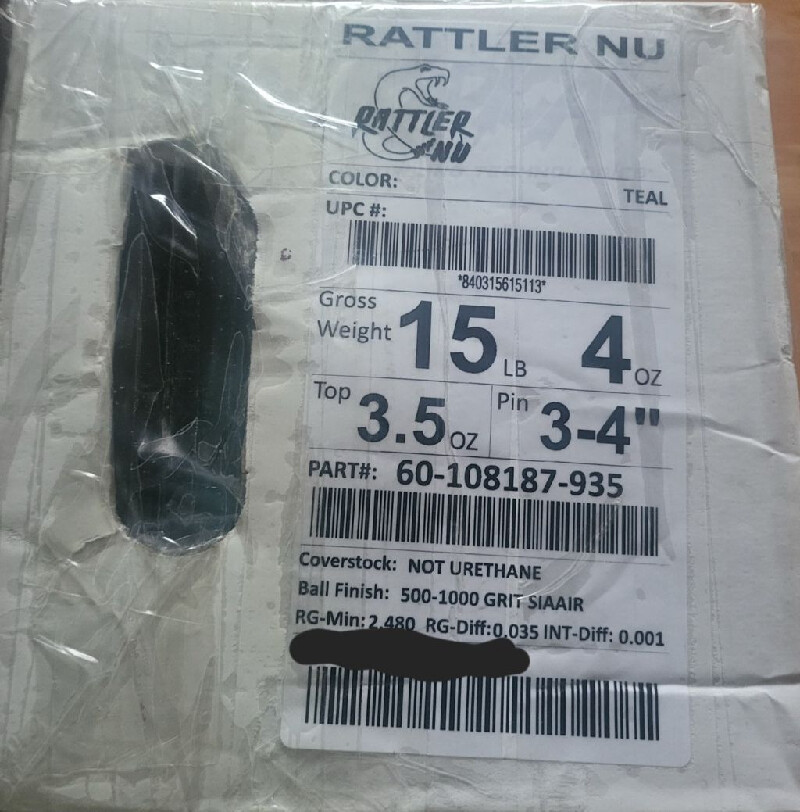 RATTLER NU
RATTLER
NU
COLOR:
TEAL
UPC #:
*840315615113*
Gross Weight 15 LB 4 OZ
Top 3.5 OZ Pin 3-4"
PART#: 60-108187-935
Coverstock: NOT URETHANE
Ball Finish: 500-1000 GRIT SIAAIR
RG-Min: 2.480 RG-Diff: 0.035 INT-Diff: 0.001